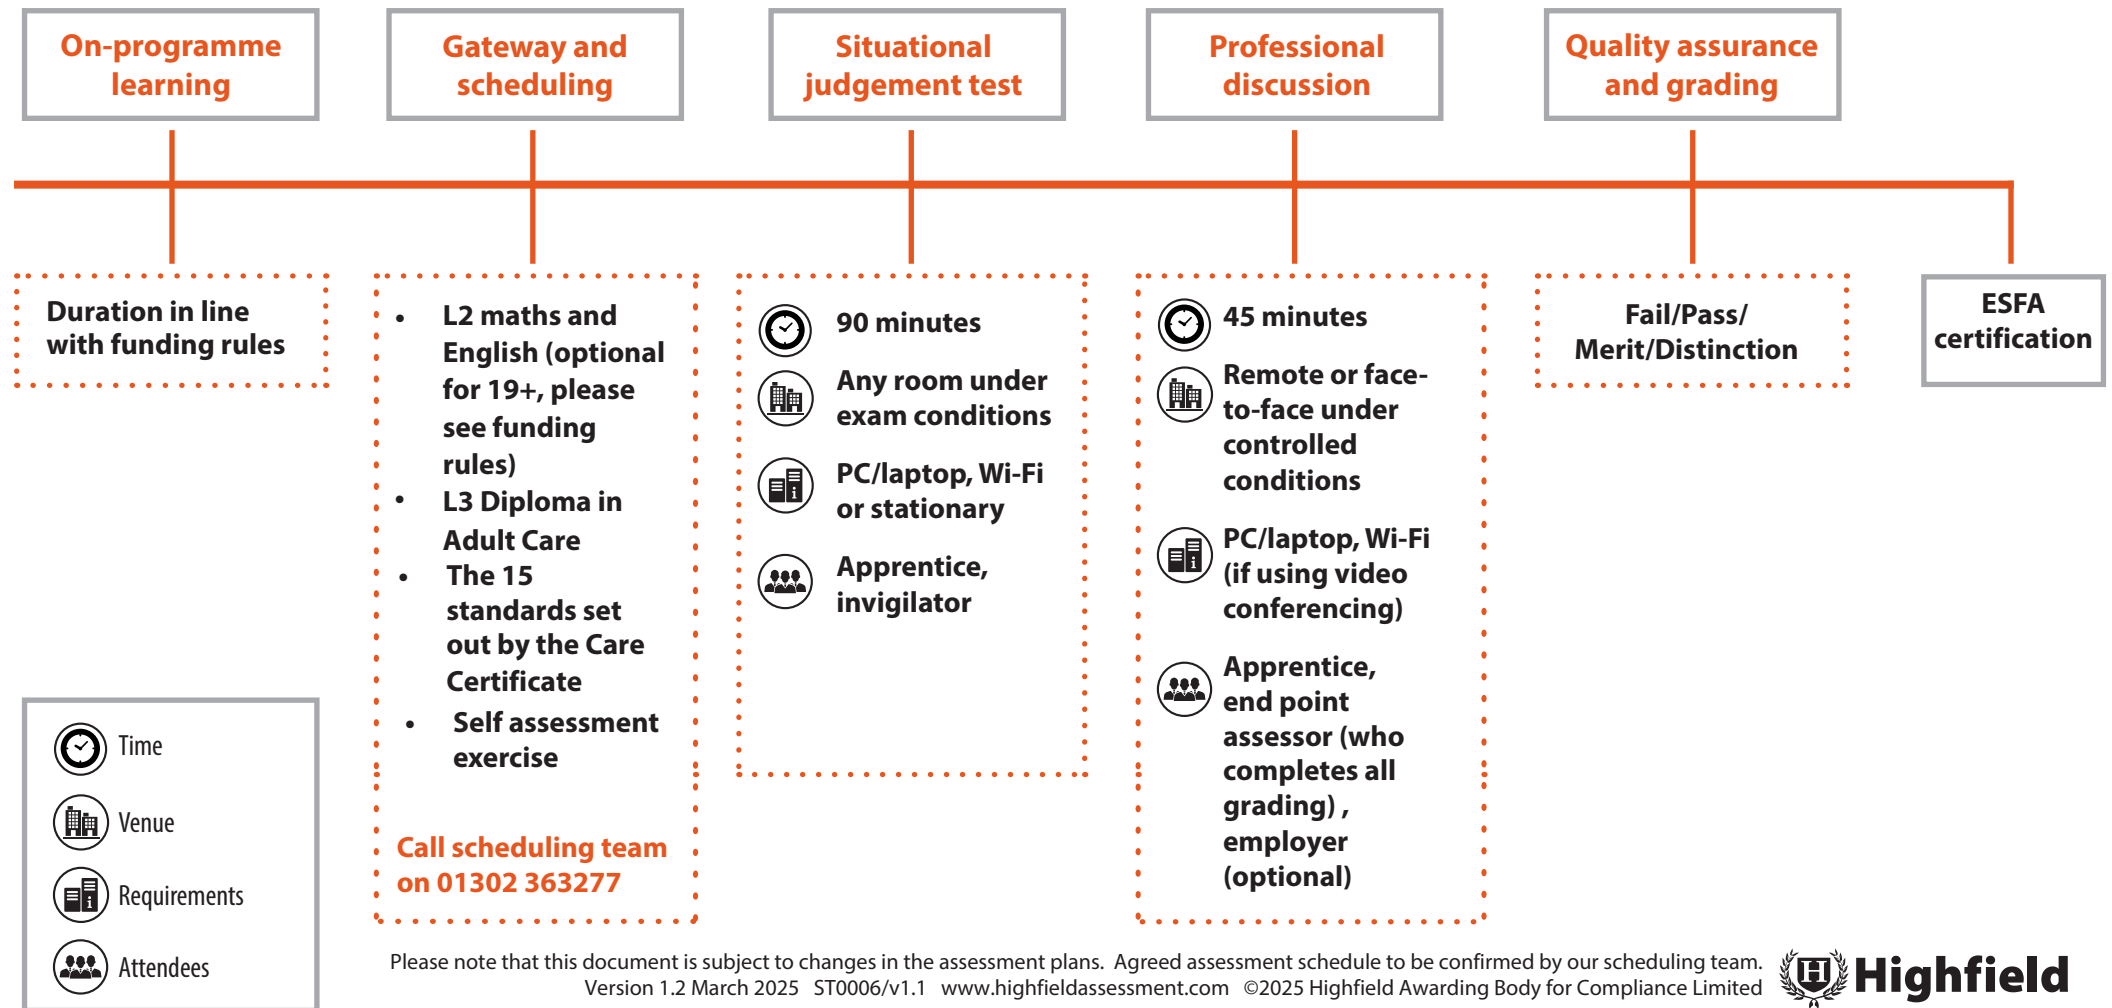 On-programme
learning
Gateway and
scheduling
Situational
judgement test
Professional
discussion
Quality assurance
and grading
Duration in line
with funding rules
• L2 maths and
English (optional
for 19+, please
see funding
rules)
• L3 Diploma in
Adult Care
• The 15
standards set
out by the Care
Certificate
• Self assessment
exercise
Call scheduling team
on 01302 363277
90 minutes
Any room under
exam conditions
PC/laptop, Wi-Fi
or stationary
Apprentice,
invigilator
45 minutes
Remote or face-
to-face under
controlled
conditions
PC/laptop, Wi-Fi
(if using video
conferencing)
Apprentice,
end point
assessor (who
completes all
grading) ,
employer
(optional)
Fail/Pass/
Merit/Distinction
ESFA
certification
Time
Venue
Requirements
Attendees
Please note that this document is subject to changes in the assessment plans. Agreed assessment schedule to be confirmed by our scheduling team.
Version 1.2 March 2025 ST0006/v1.1 www.highfieldassessment.com ©2025 Highfield Awarding Body for Compliance Limited
H Highfield